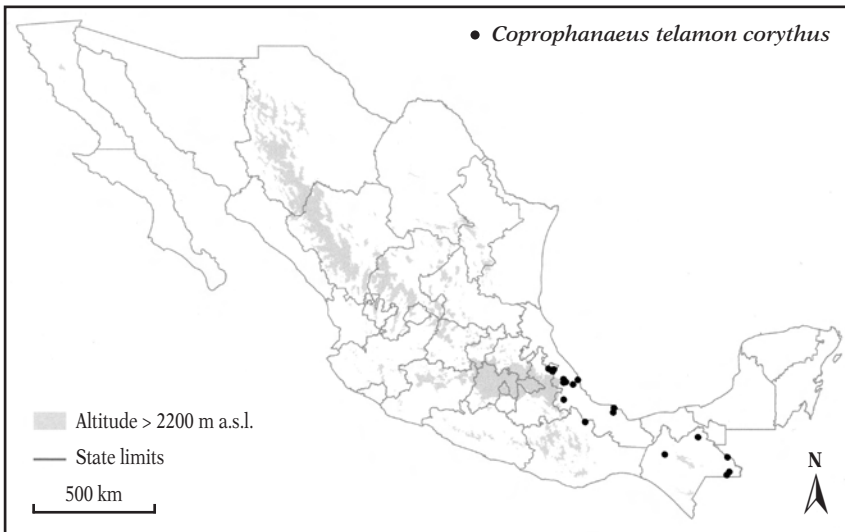 • Coprophanaeus telamon corythus
Altitude > 2200 m a.s.l.
State limits
500 km
N